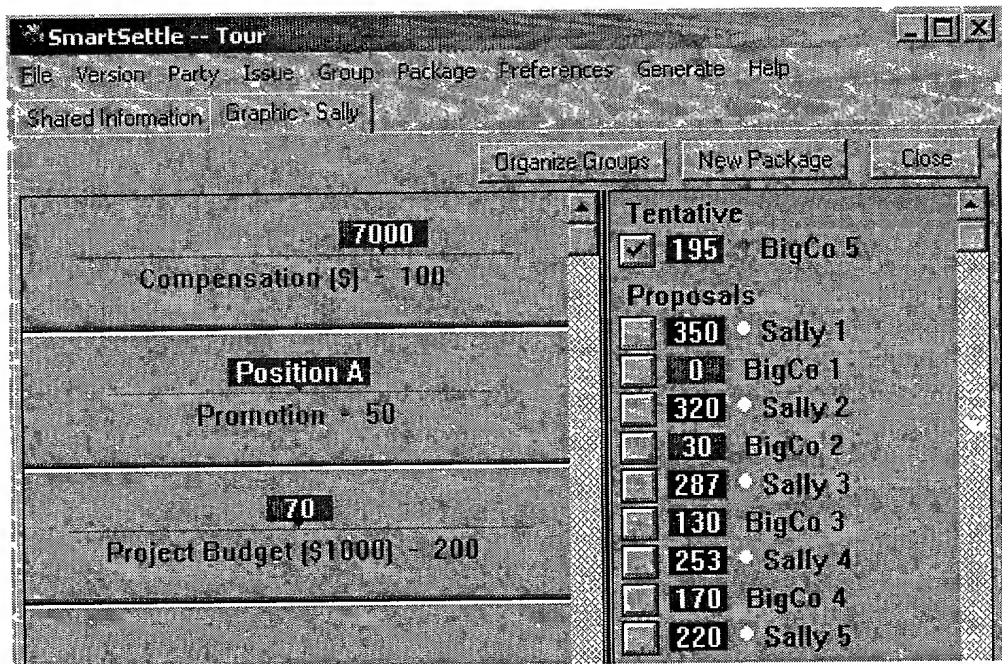 SmartSettle -- Tour
File Version Party Issue Group Package Preferences Generate Help
Shared Information Graphic - Sally
Organize Groups New Package Close
7000
Compensation ($) - 100
Position A
Promotion - 50
70
Project Budget ($1000) - 200
Tentative
195 BigCo 5
Proposals
350 Sally 1
0 BigCo 1
320 Sally 2
30 BigCo 2
287 Sally 3
130 BigCo 3
253 Sally 4
170 BigCo 4
220 Sally 5